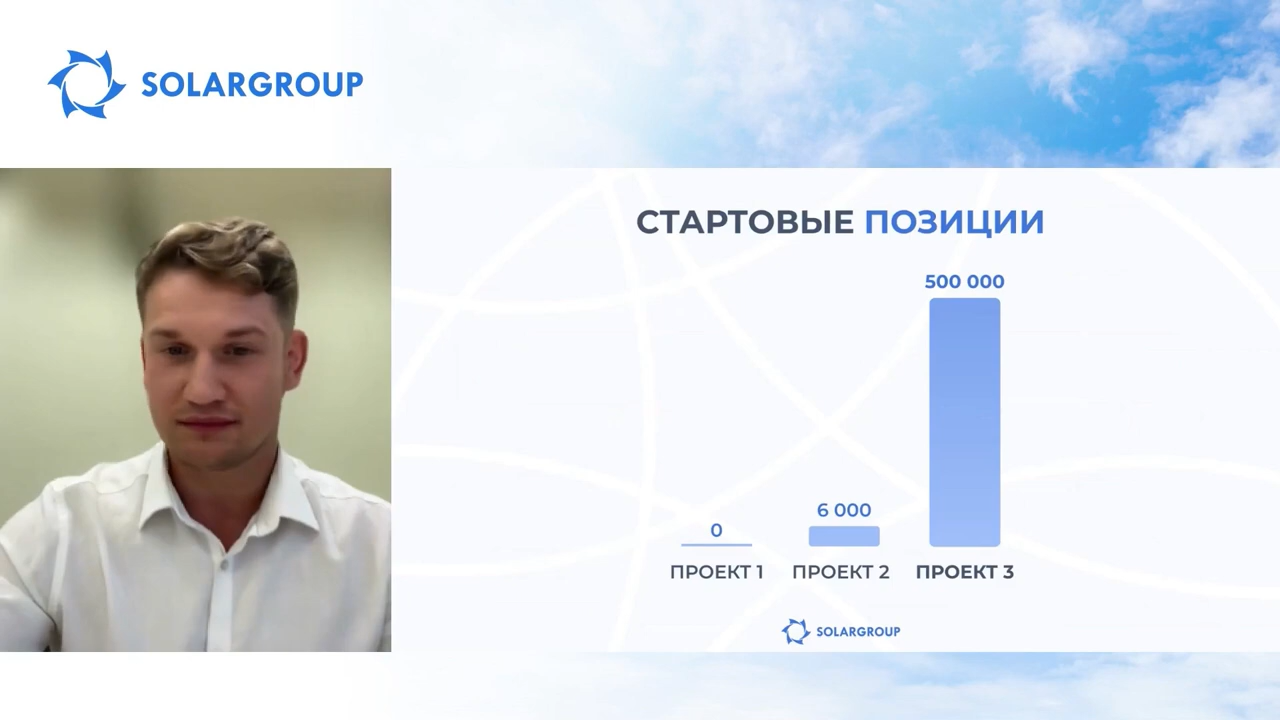 SOLARGROUP
СТАРТОВЫЕ ПОЗИЦИИ
500 000
6 000
0
ПРОЕКТ 1
ПРОЕКТ 2
ПРОЕКТ 3
SOLARGROUP